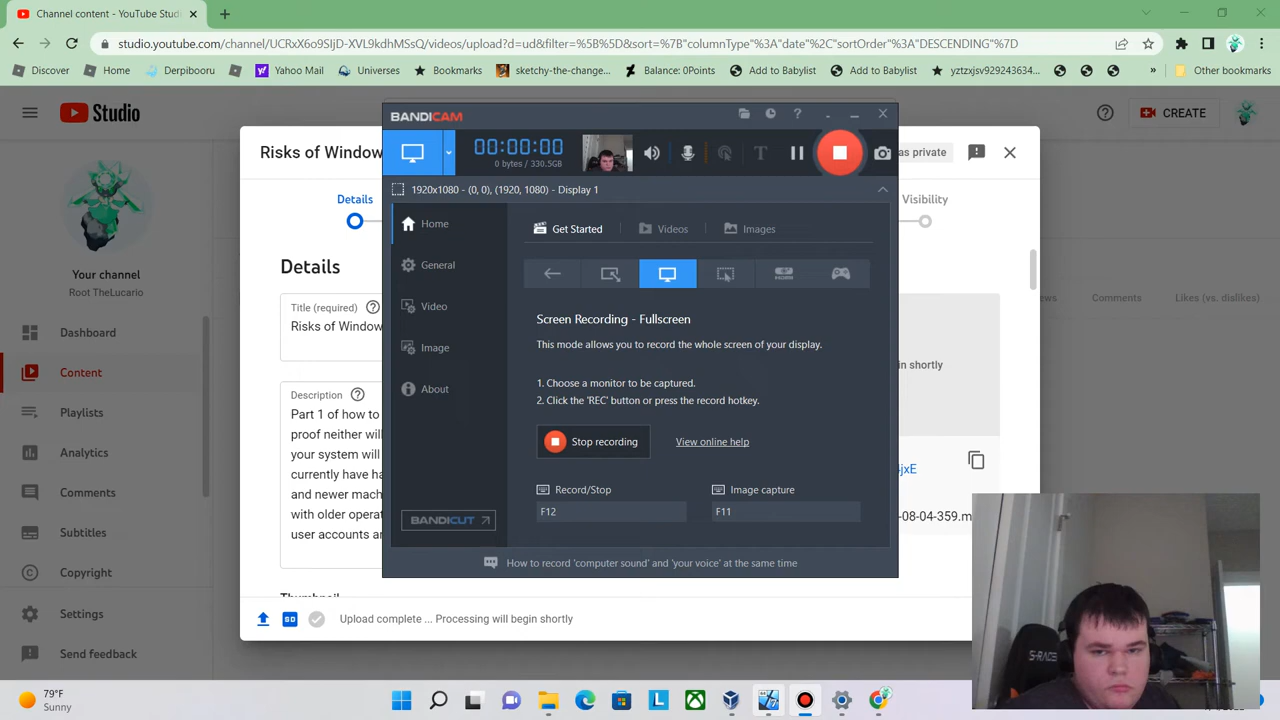 Channel content - YouTube Studi
studio.youtube.com/channel/UCRxX6o9SIjD-XVL9kdhMSsQ/videos/upload?d=ud&filter=%5B%5D&sort=%7B"columnType"%3A"date"%2C"sortOrder"%3A"DESCENDING"%7D
Discover Home Derpibooru Yahoo Mail Universes Bookmarks sketchy-the-change... Balance: 0Points Add to Babylist Add to Babylist yztzxjsv929243634... » Other bookmarks
Studio
CREATE
BANDICAM
00:00:00
0 bytes / 330.5GB
Risks of Window
as private
1920x1080 - (0, 0), (1920, 1080) - Display 1
Details
Visibility
Home
Get Started
Videos
Images
General
Details
Your channel
Root TheLucario
Title (required)
Risks of Window
Video
Comments
Likes (vs. dislikes)
Screen Recording - Fullscreen
This mode allows you to record the whole screen of your display.
Dashboard
Image
n shortly
Content
1. Choose a monitor to be captured.
2. Click the 'REC' button or press the record hotkey.
About
Description
Part 1 of how to
proof neither will
your system will
currently have ha
and newer mach
with older operat
user accounts ar
Playlists
Analytics
Comments
Subtitles
Copyright
Settings
Send feedback
Stop recording
View online help
jxE
Record/Stop
Image capture
F12
F11
BANDICUT
-08-04-359.m
How to record 'computer sound' and 'your voice' at the same time
SD
Upload complete ... Processing will begin shortly
79°F
Sunny